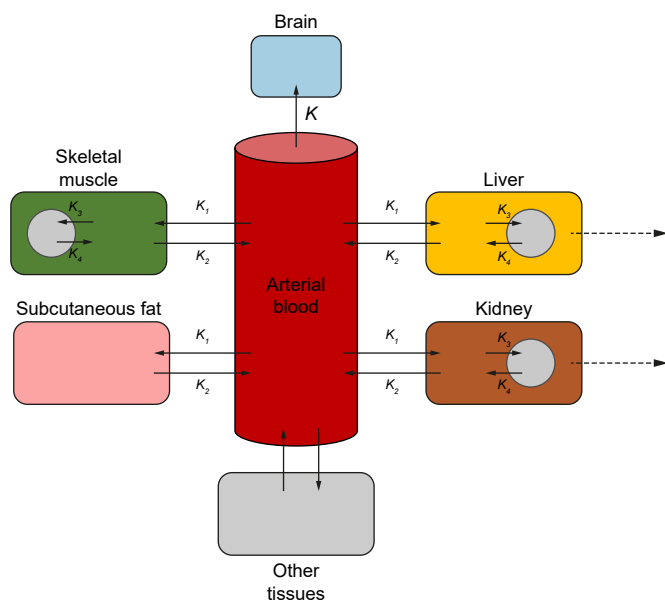 Brain
K
Skeletal
muscle
Liver
K₃
K₁
K₁
K₃
K₄
K₂
K₂
K₄
Arterial
blood
Subcutaneous fat
Kidney
K₁
K₁
K₃
K₂
K₂
K₄
Other
tissues